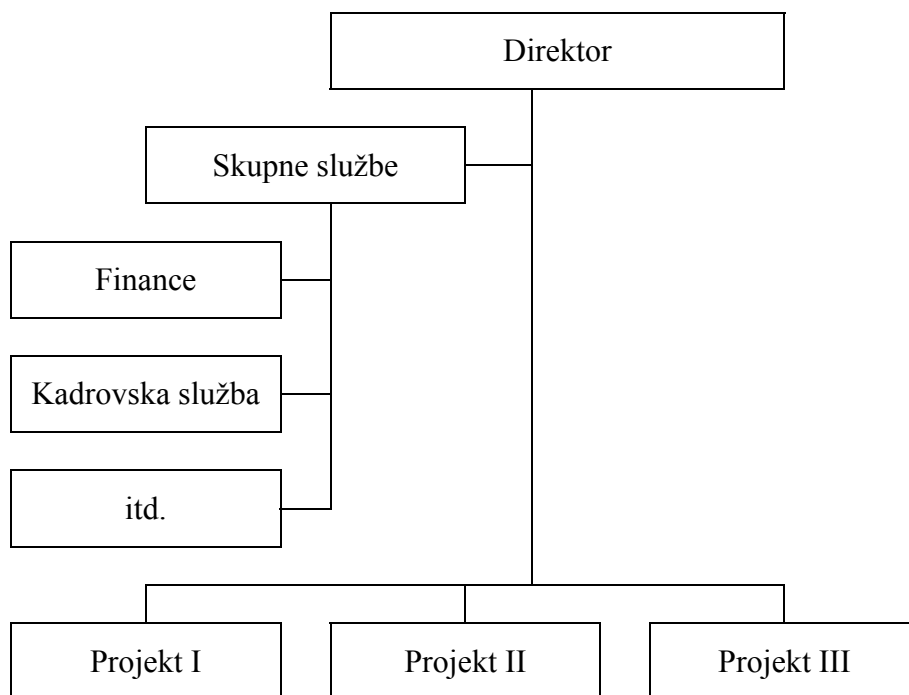 Direktor
Skupne službe
Finance
Kadrovska služba
itd.
Projekt I
Projekt II
Projekt III